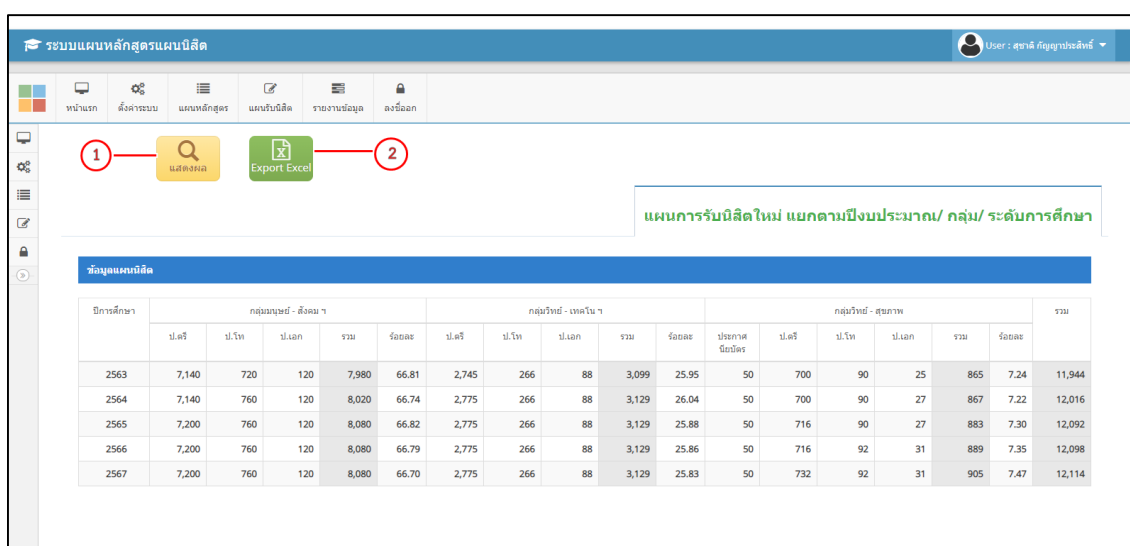 ระบบแผนหลักสูตรแผนนิสิต
User : สุชาติ กัญญาประสิทธิ์
หน้าแรก ตั้งค่าระบบ แผนหลักสูตร แผนรับนิสิต รายงานข้อมูล ลงชื่อออก
1 แสดงผล Export Excel 2
แผนการรับนิสิตใหม่ แยกตามปีงบประมาณ/ กลุ่ม/ ระดับการศึกษา
ข้อมูลแผนนิสิต
ปีการศึกษา กลุ่มมนุษย์ - สังคม ฯ กลุ่มวิทย์ - เทคโน ฯ กลุ่มวิทย์ - สุขภาพ รวม
ป.ตรี ป.โท ป.เอก รวม ร้อยละ ป.ตรี ป.โท ป.เอก รวม ร้อยละ ประกาศ ป.ตรี ป.โท ป.เอก รวม ร้อยละ
นียบัตร
2563 7,140 720 120 7,980 66.81 2,745 266 88 3,099 25.95 50 700 90 25 865 7.24 11,944
2564 7,140 760 120 8,020 66.74 2,775 266 88 3,129 26.04 50 700 90 27 867 7.22 12,016
2565 7,200 760 120 8,080 66.82 2,775 266 88 3,129 25.88 50 716 90 27 883 7.30 12,092
2566 7,200 760 120 8,080 66.79 2,775 266 88 3,129 25.86 50 716 92 31 889 7.35 12,098
2567 7,200 760 120 8,080 66.70 2,775 266 88 3,129 25.83 50 732 92 31 905 7.47 12,114